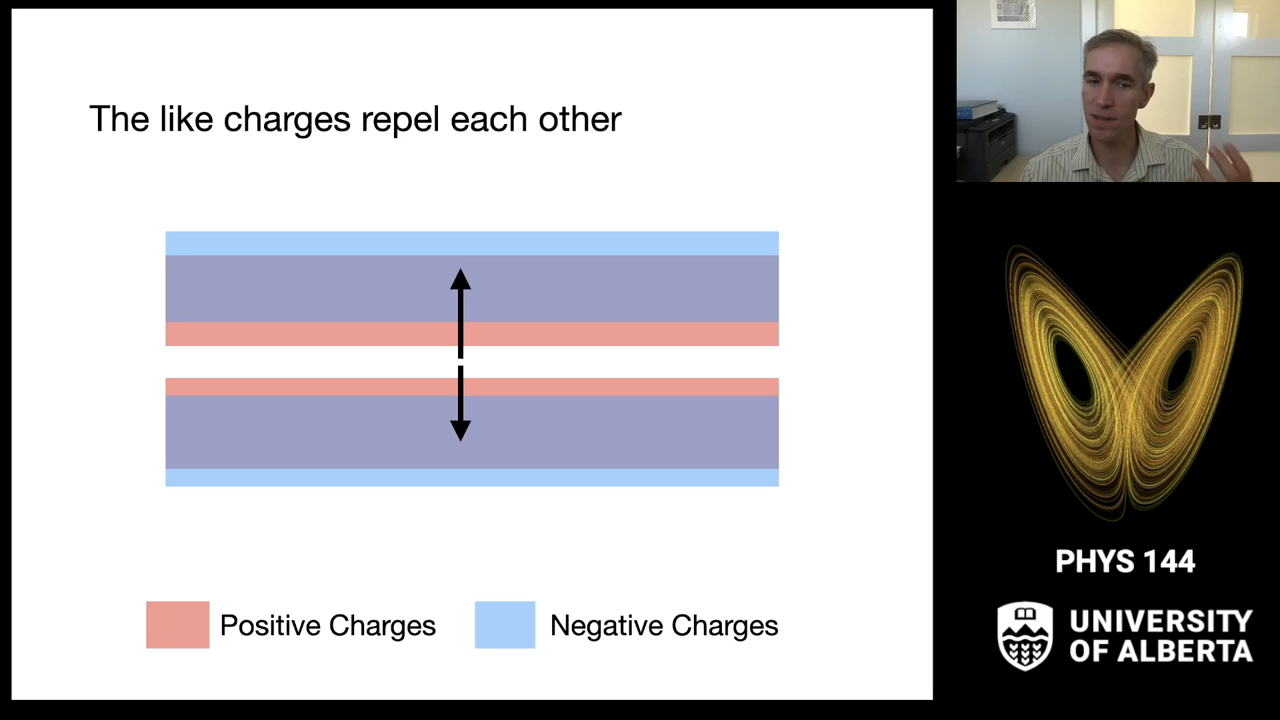 The like charges repel each other
Positive Charges
Negative Charges
PHYS 144
UNIVERSITY
OF ALBERTA